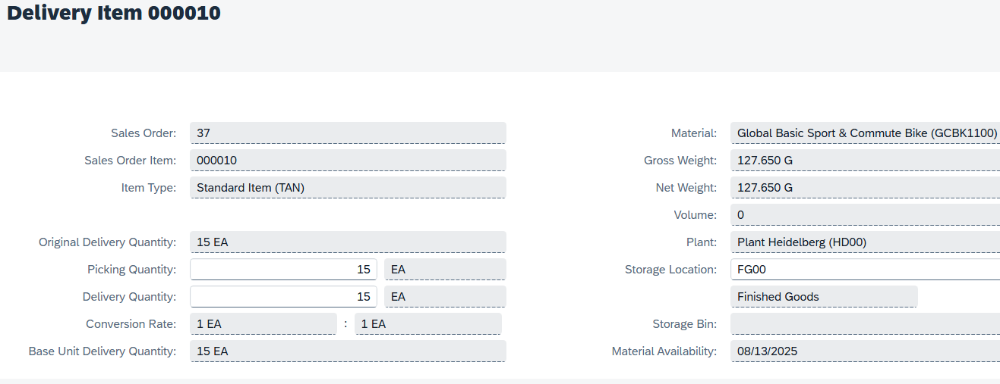 Delivery Item 000010
Sales Order: 37
Sales Order Item: 000010
Item Type: Standard Item (TAN)
Original Delivery Quantity: 15 EA
Picking Quantity: 15 EA
Delivery Quantity: 15 EA
Conversion Rate: 1 EA : 1 EA
Base Unit Delivery Quantity: 15 EA
Material: Global Basic Sport & Commute Bike (GCBK1100)
Gross Weight: 127.650 G
Net Weight: 127.650 G
Volume: 0
Plant: Plant Heidelberg (HD00)
Storage Location: FG00
Finished Goods
Storage Bin:
Material Availability: 08/13/2025